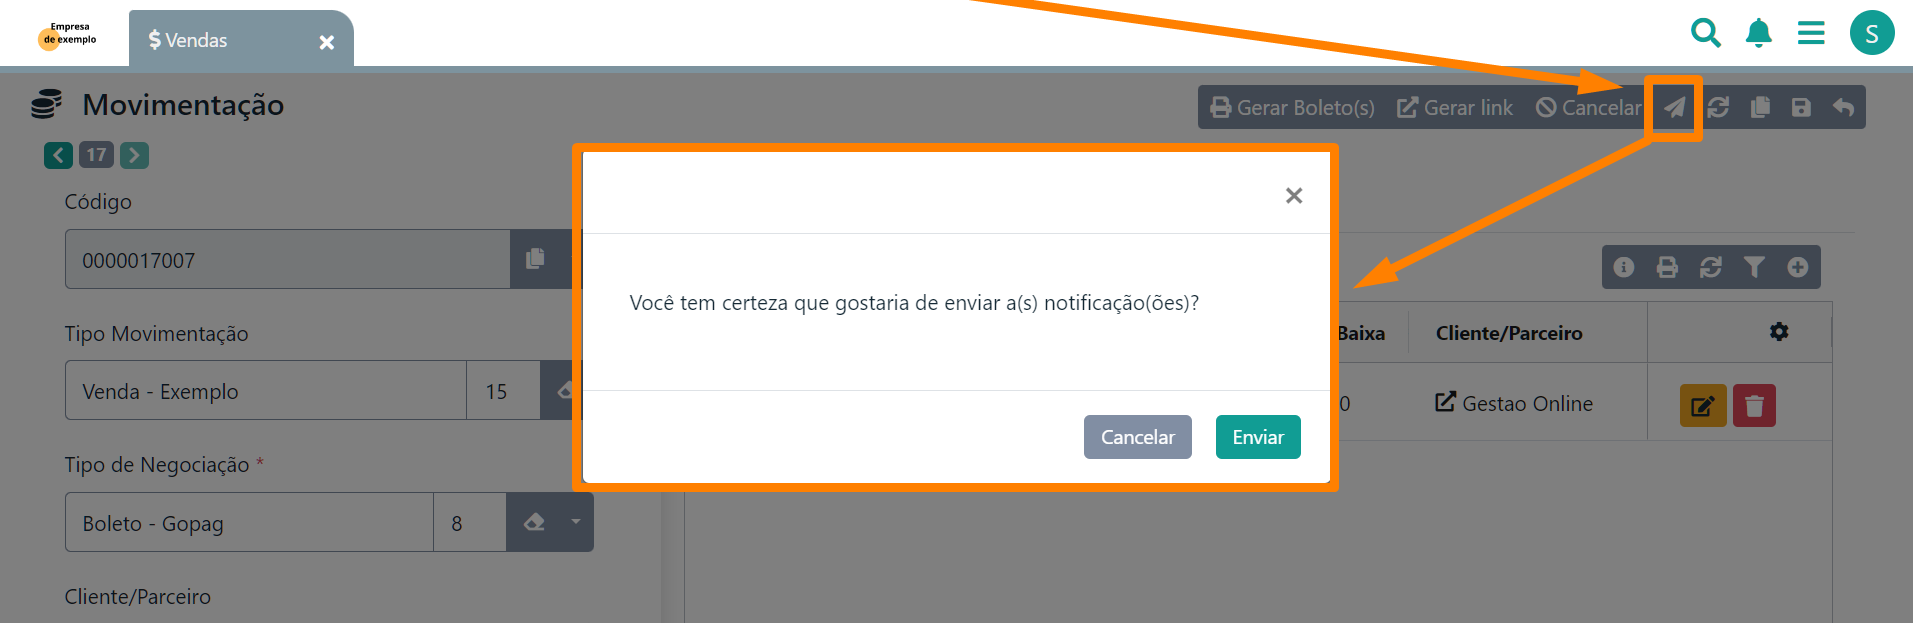 Empresa
de exemplo
$ Vendas
S
Movimentação
Gerar Boleto(s)
Gerar link
Cancelar
17
Código
0000017007
Tipo Movimentação
Venda - Exemplo
15
Tipo de Negociação *
Boleto - Gopag
8
Cliente/Parceiro
Você tem certeza que gostaria de enviar a(s) notificação(ões)?
Cancelar
Enviar
Baixa
Cliente/Parceiro
0
Gestao Online